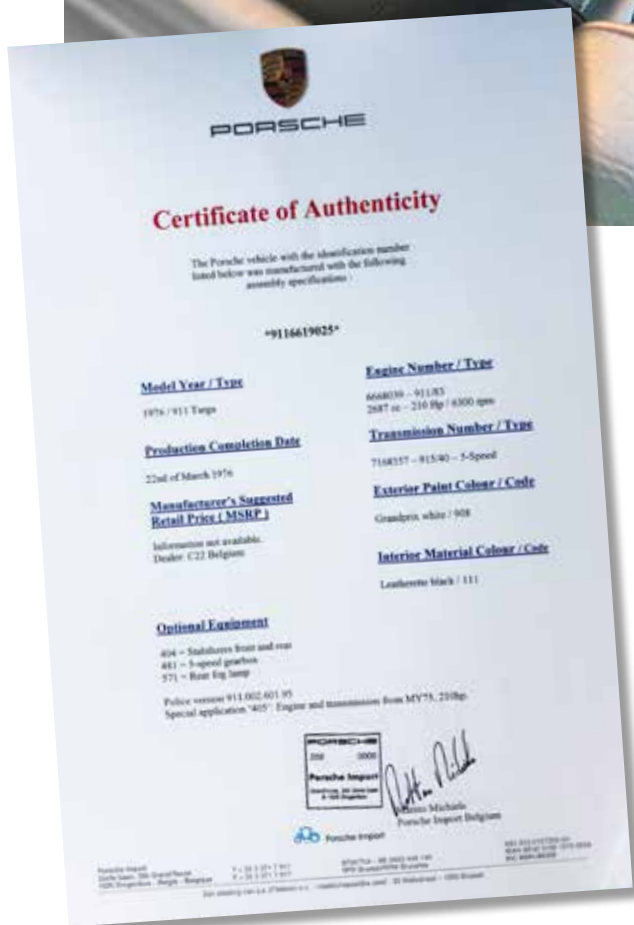 PORSCHE
Certificate of Authenticity
The Porsche vehicle with the identification number
listed below was manufactured with the following
assembly specifications :
*9116619025*
Model Year / Type
1976 / 911 Targa
Production Completion Date
22nd of March 1976
Manufacturer's Suggested
Retail Price ( MSRP )
Information not available.
Dealer: C22 Belgium
Engine Number / Type
6668039 – 911/83
2687 cc – 210 Hp / 6300 rpm
Transmission Number / Type
7168357 – 915/40 – 5-Speed
Exterior Paint Colour / Code
Grandprix white / 908
Interior Material Colour / Code
Leatherette black / 111
Optional Equipment
404 = Stabilizers front and rear
481 = 5-speed gearbox
571 = Rear fog lamp
Police version 911.002.601.95
Special application "405": Engine and transmission from MY75, 210hp.
PORSCHE
Porsche Import
Michaels
Porsche Import Belgium
Porsche Import
Porsche Import